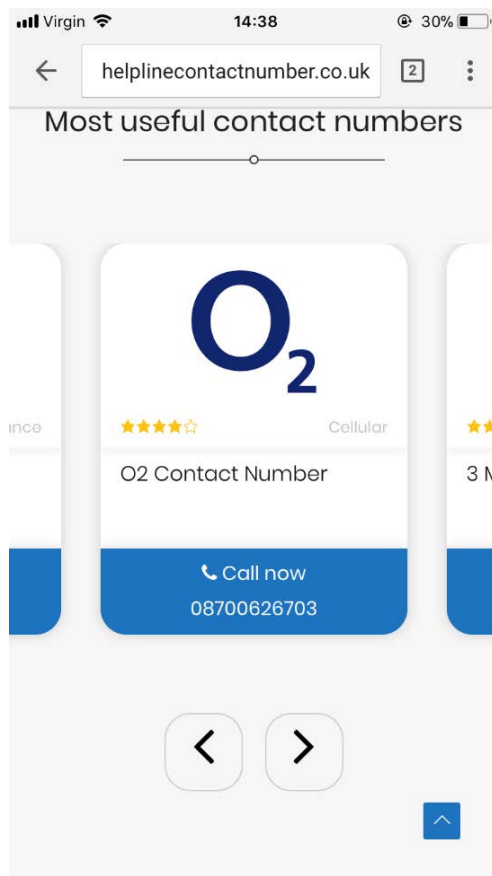 Virgin 14:38 30%
helplinecontactnumber.co.uk 2
Most useful contact numbers
O2
Cellular
O2 Contact Number
3
Call now
08700626703